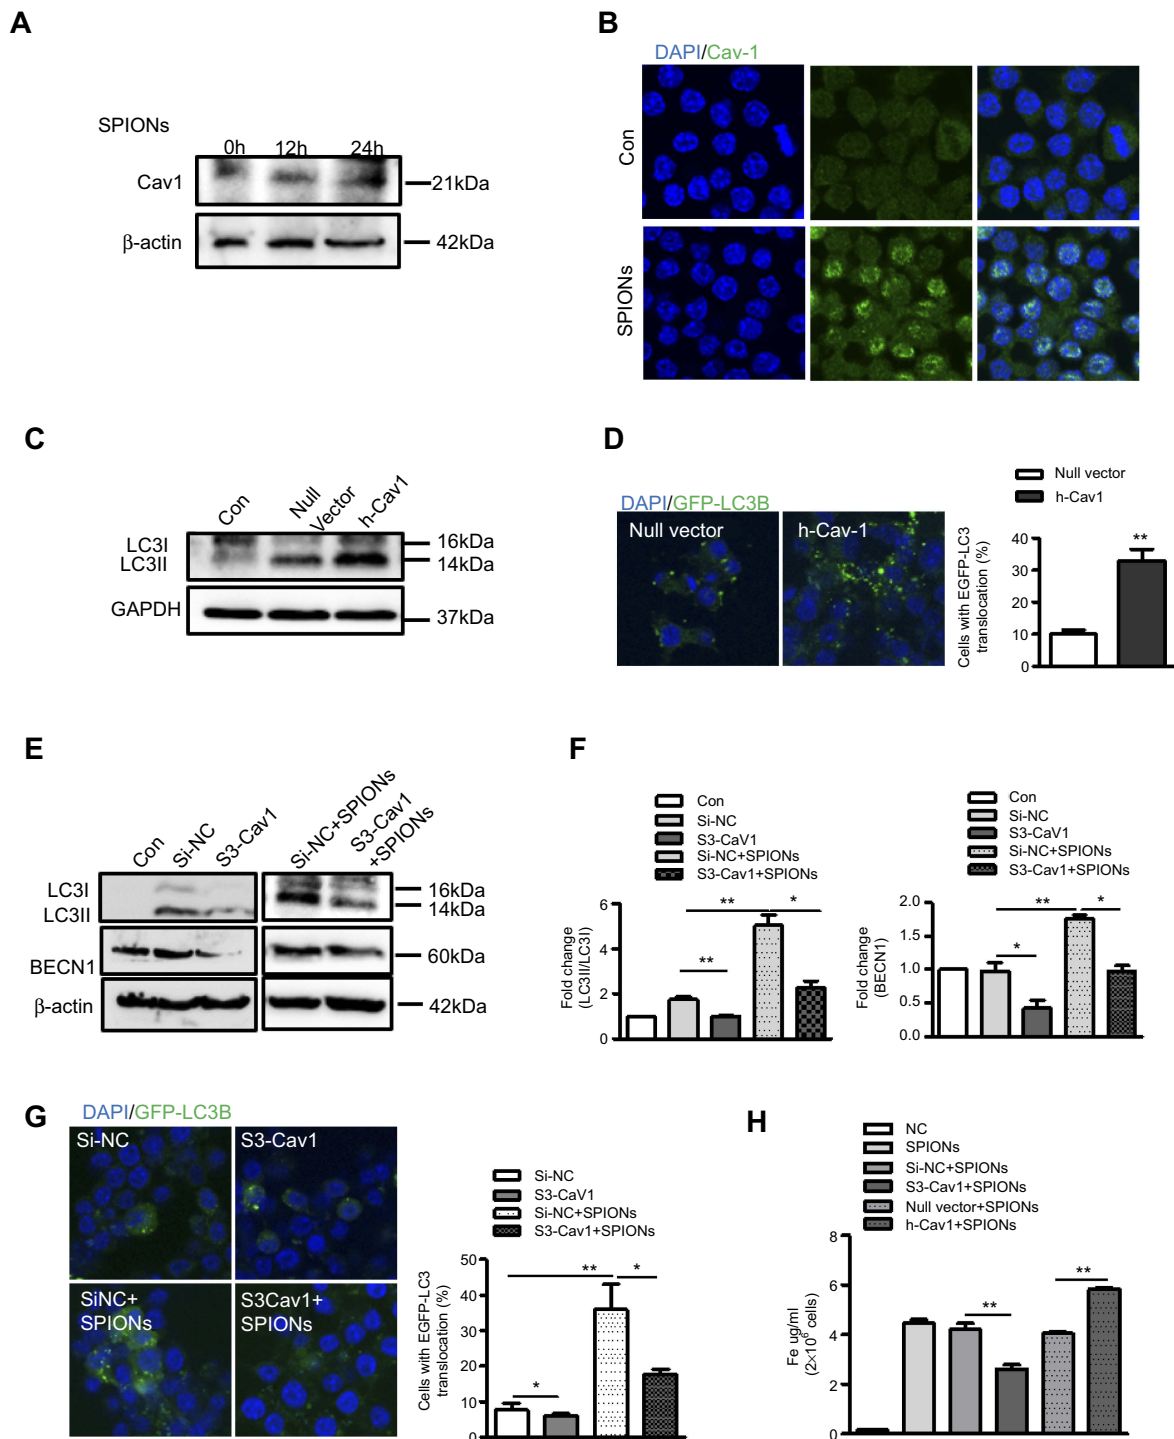 A
SPIONs
0h 12h 24h
Cav1
21kDa
β-actin
42kDa
B
DAPI/Cav-1
Con
SPIONs
C
Con
Null
Vector
h-Cav1
LC3I
16kDa
LC3II
14kDa
GAPDH
37kDa
D
DAPI/GFP-LC3B
Null vector
h-Cav-1
Null vector
h-Cav1
Cells with EGFP-LC3
translocation (%)
40
30
20
10
0
**
E
Con
Si-NC
S3-Cav1
Si-NC+SPIONs
S3-Cav1
+SPIONs
LC3I
16kDa
LC3II
14kDa
BECN1
60kDa
β-actin
42kDa
F
Con
Si-NC
S3-CaV1
Si-NC+SPIONs
S3-Cav1+SPIONs
Fold change
(LC3II/LC3I)
6
4
2
0
**
**
*
Con
Si-NC
S3-CaV1
Si-NC+SPIONs
S3-Cav1+SPIONs
Fold change
(BECN1)
2.0
1.5
1.0
0.5
0.0
*
**
*
G
DAPI/GFP-LC3B
Si-NC
S3-Cav1
SiNC+
SPIONs
S3Cav1+
SPIONs
Si-NC
S3-CaV1
Si-NC+SPIONs
S3-Cav1+SPIONs
Cells with EGFP-LC3
translocation (%)
50
40
30
20
10
0
*
**
*
H
NC
SPIONs
Si-NC+SPIONs
S3-Cav1+SPIONs
Null vector+SPIONs
h-Cav1+SPIONs
Fe ug/ml
(2×10⁶ cells)
8
6
4
2
0
**
**